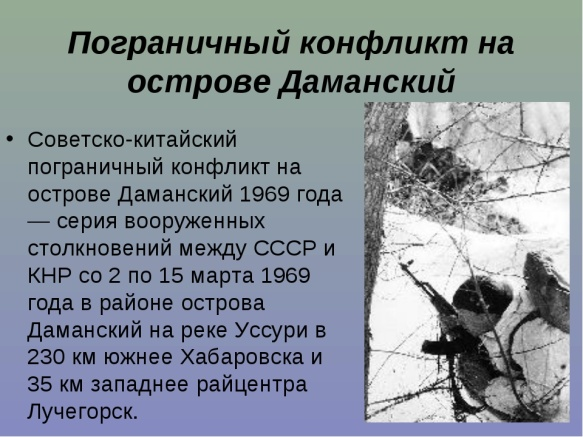 Пограничный конфликт на
острове Даманский
• Советско-китайский
пограничный конфликт на
острове Даманский 1969 года
— серия вооруженных
столкновений между СССР и
КНР со 2 по 15 марта 1969
года в районе острова
Даманский на реке Уссури в
230 км южнее Хабаровска и
35 км западнее райцентра
Лучегорск.